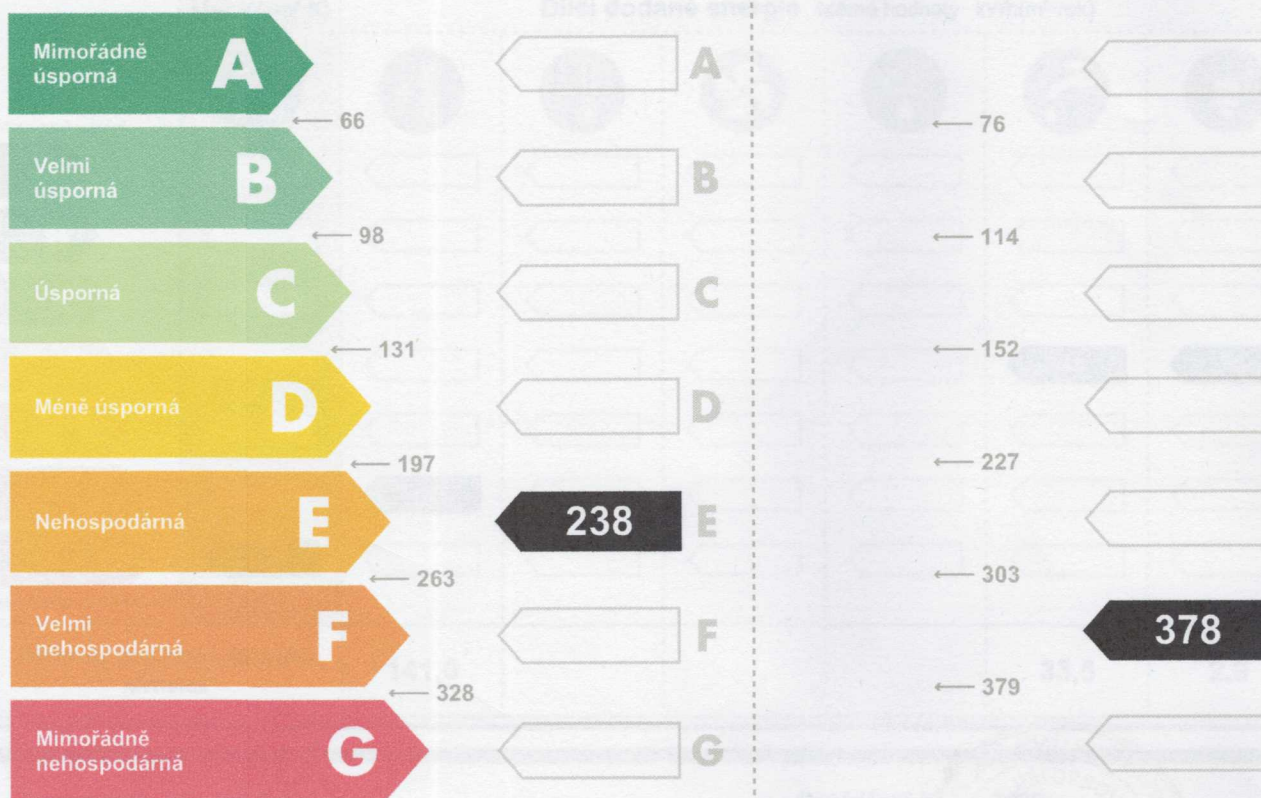 Mimořádně
úsporná
A
A
66
76
Velmi
úsporná
B
B
98
114
Úsporná
C
C
131
152
Méně úsporná
D
D
197
227
Nehospodárná
E
238
E
263
303
Velmi
nehospodárná
F
F
378
328
379
Mimořádně
nehospodárná
G
G